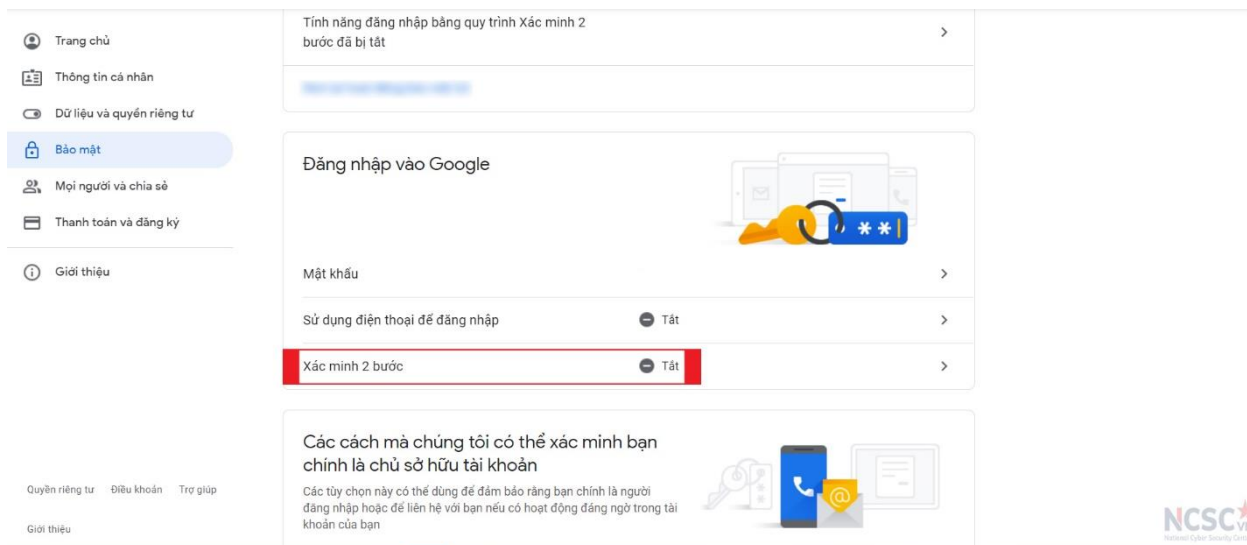 Tính năng đăng nhập bằng quy trình Xác minh 2
bước đã bị tắt
Trang chủ
Thông tin cá nhân
Dữ liệu và quyền riêng tư
Bảo mật
Mọi người và chia sẻ
Thanh toán và đăng ký
Giới thiệu
Đăng nhập vào Google
**
Mật khẩu
Sử dụng điện thoại để đăng nhập
Tắt
Xác minh 2 bước
Tắt
Các cách mà chúng tôi có thể xác minh bạn
chính là chủ sở hữu tài khoản
Các tùy chọn này có thể dùng để đảm bảo rằng bạn chính là người
đăng nhập hoặc để liên hệ với bạn nếu có hoạt động đáng ngờ trong tài
khoản của bạn
@
Quyền riêng tư Điều khoản Trợ giúp
Giới thiệu
NCSC
National Cyber Security